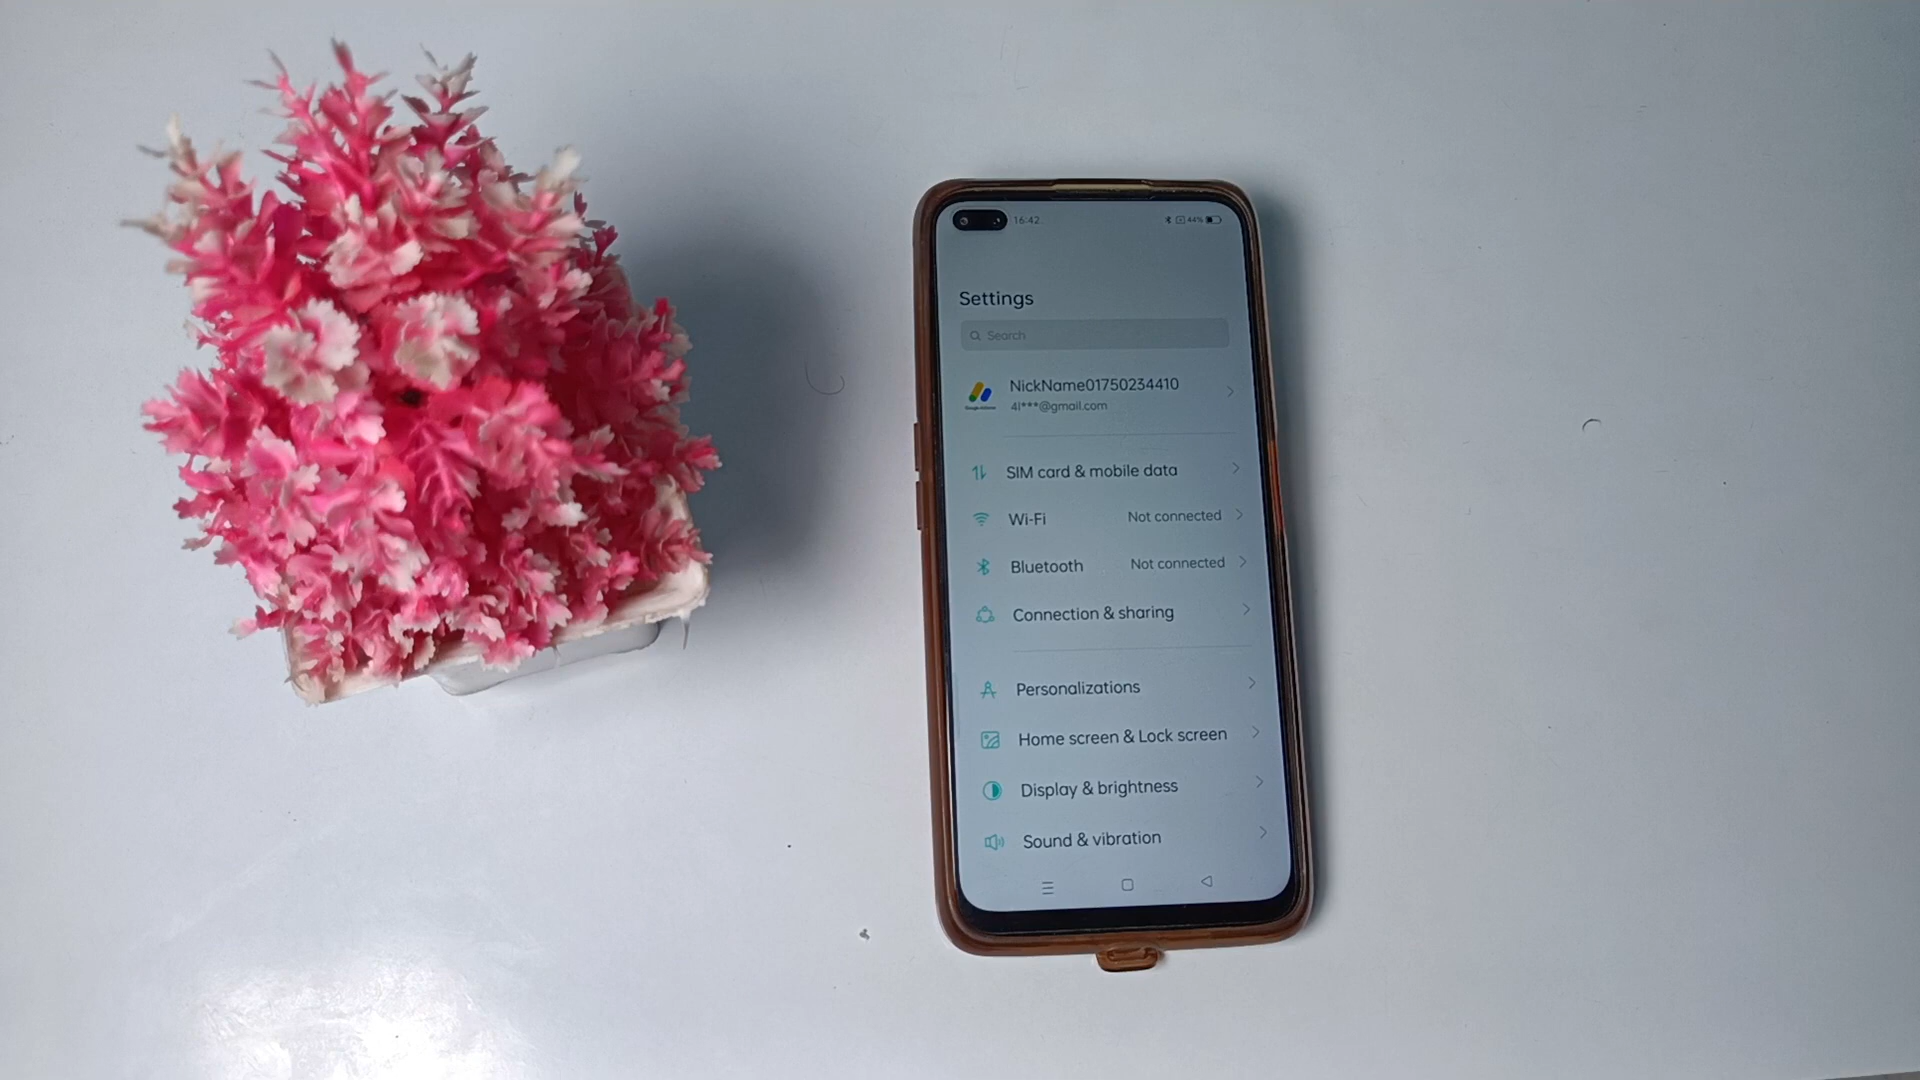 16:42 44%
Settings
Search
NickName01750234410
4l***@gmail.com
SIM card & mobile data
Wi-Fi Not connected
Bluetooth Not connected
Connection & sharing
Personalizations
Home screen & Lock screen
Display & brightness
Sound & vibration